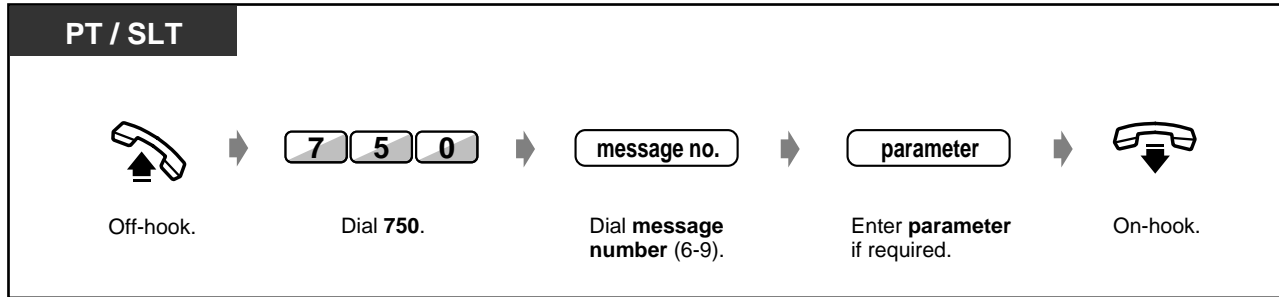 PT / SLT
7 5 0
message no.
parameter
Off-hook.
Dial 750.
Dial message
number (6-9).
Enter parameter
if required.
On-hook.